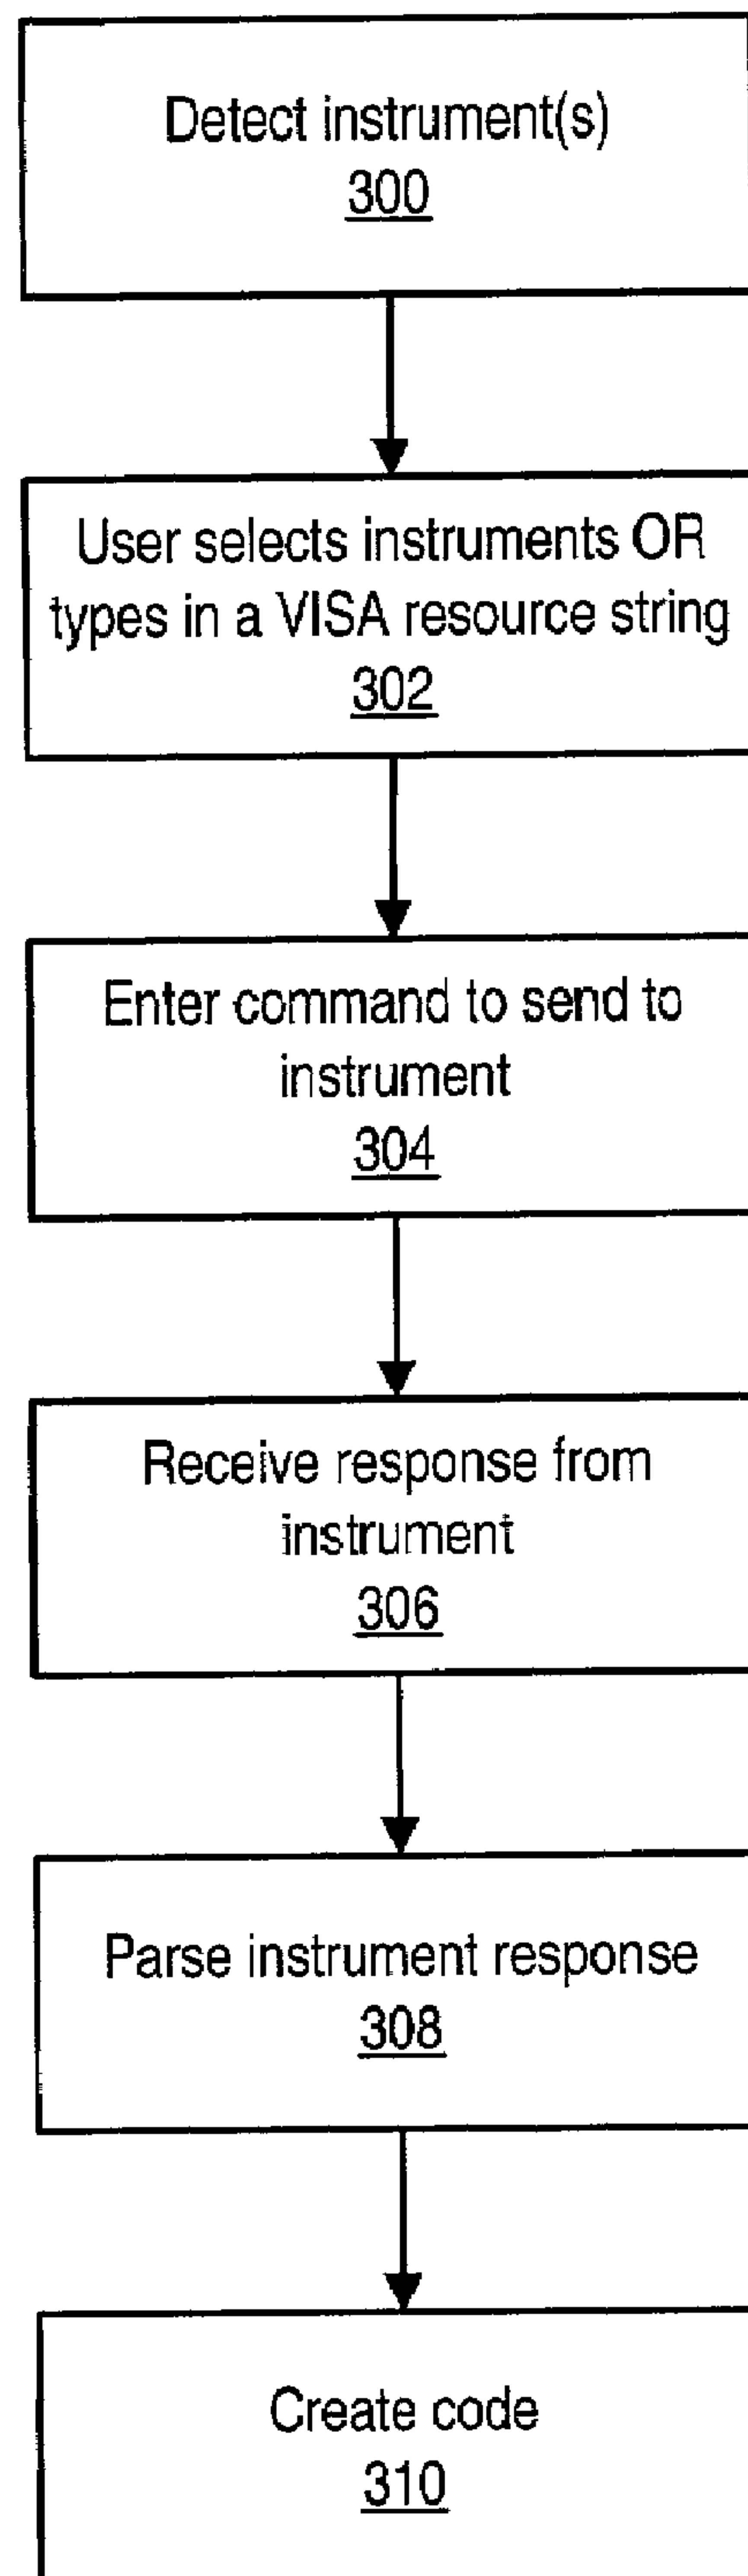 Detect instrument(s)
300
User selects instruments OR
types in a VISA resource string
302
Enter command to send to
instrument
304
Receive response from
instrument
306
Parse instrument response
308
Create code
310